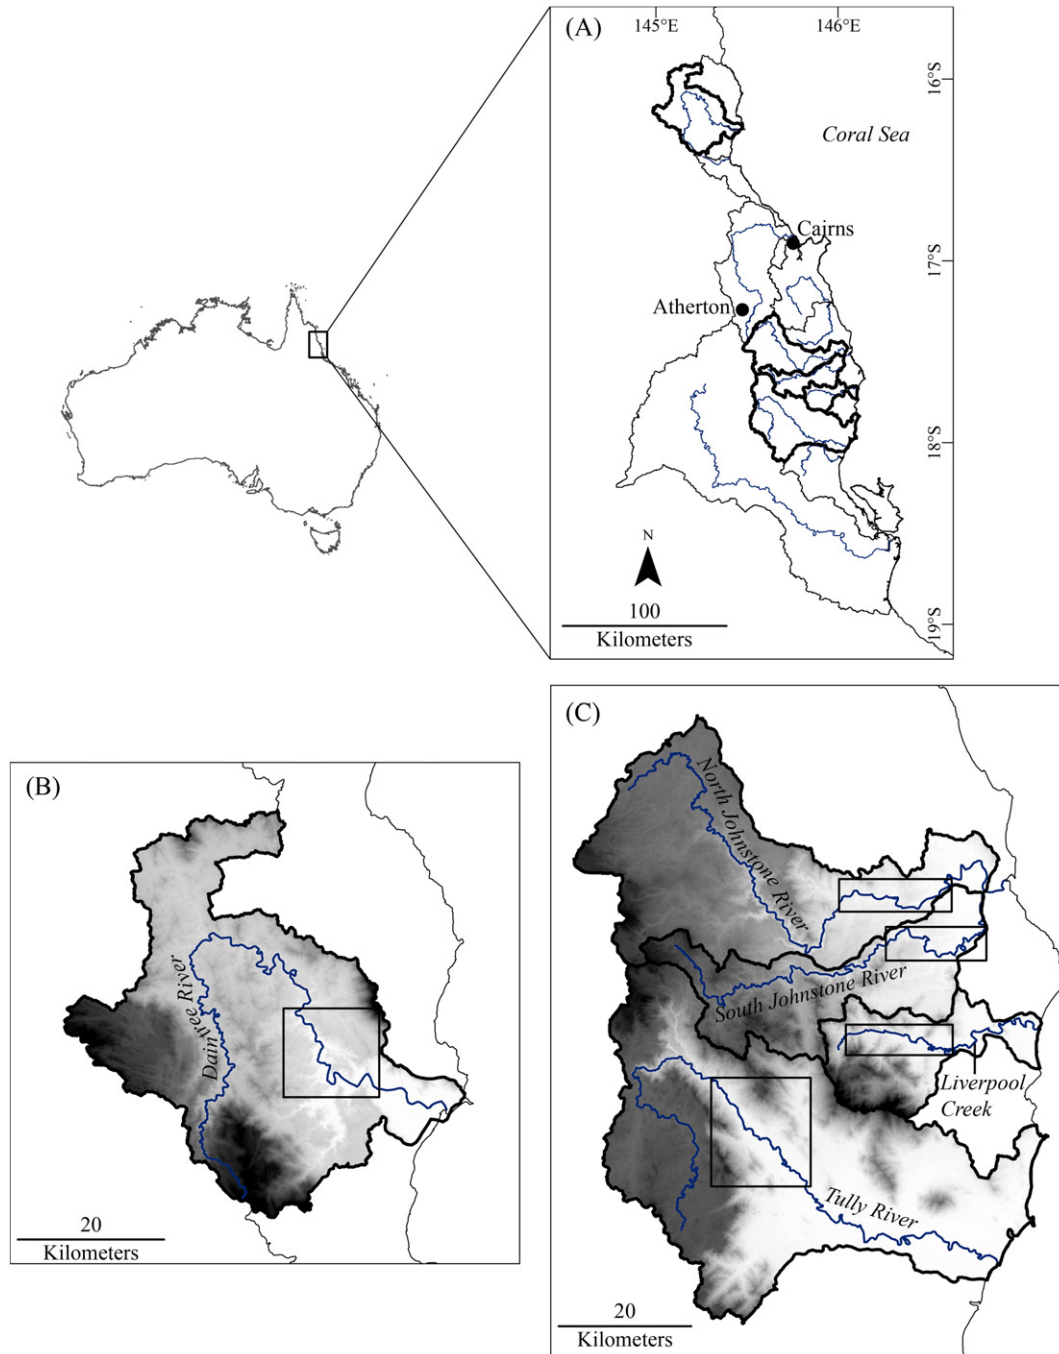 (A)
145°E
146°E
16°S
Coral Sea
Cairns
17°S
Atherton
18°S
N
100
Kilometers
19°S
(B)
Daintree River
20
Kilometers
(C)
North Johnstone River
South Johnstone River
Liverpool
Creek
Tully River
20
Kilometers